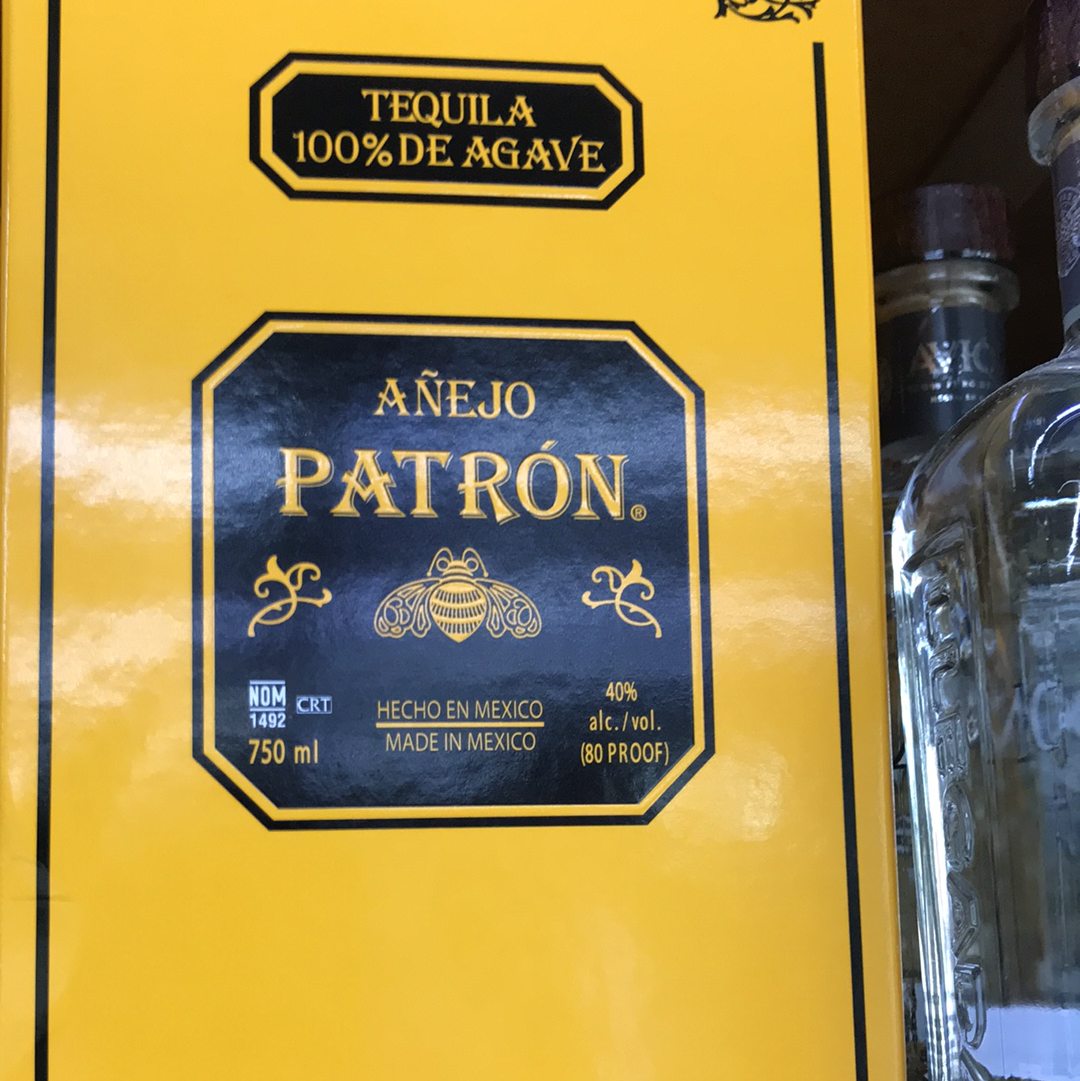 TEQUILA
100% DE AGAVE
AÑEJO
PATRÓN®
NOM
1492
CRT
750 ml
HECHO EN MEXICO
MADE IN MEXICO
40%
alc./vol.
(80 PROOF)